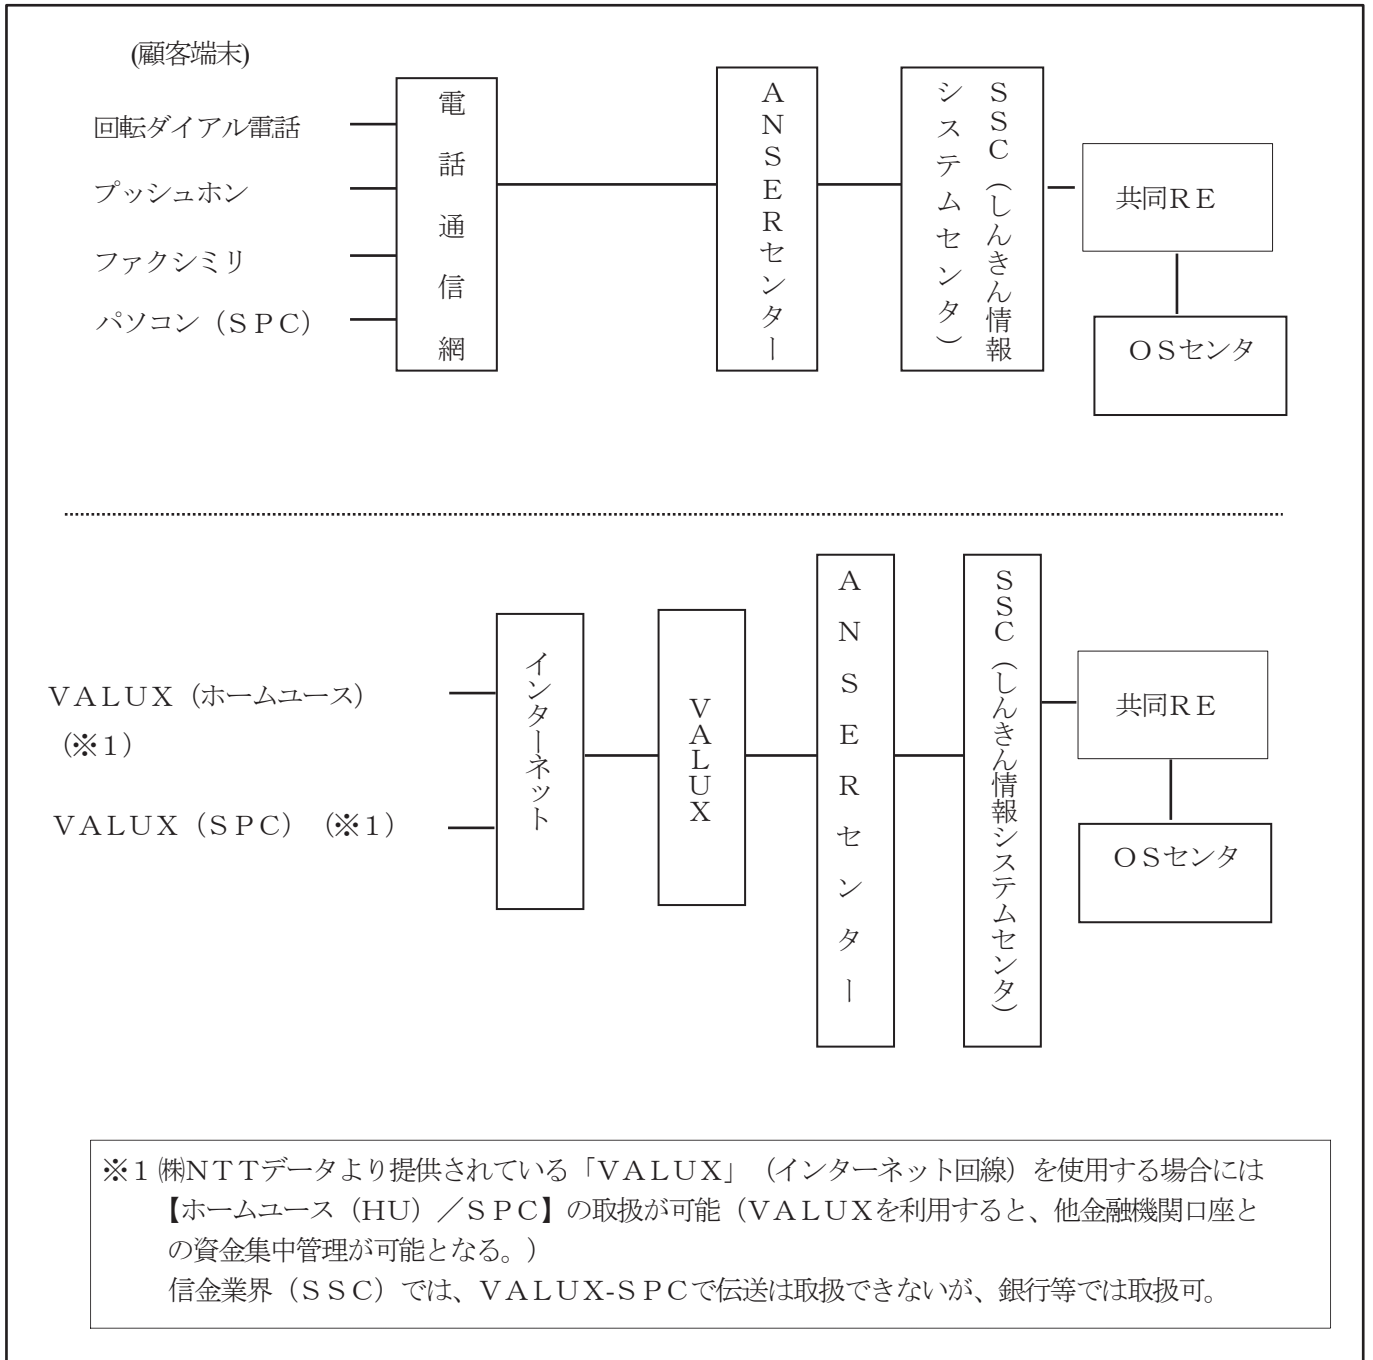 (顧客端末)
回転ダイアル電話
プッシュホン
ファクシミリ
パソコン（ＳＰＣ）
電話通信網
ＡＮＳＥＲセンター
ＳＳＣ（しんきん情報
システムセンタ）
共同ＲＥ
ＯＳセンタ
ＶＡＬＵＸ（ホームユース）
（※１）
ＶＡＬＵＸ（ＳＰＣ）（※１）
インターネット
ＶＡＬＵＸ
ＡＮＳＥＲセンター
ＳＳＣ（しんきん情報システムセンタ）
共同ＲＥ
ＯＳセンタ
※１㈱ＮＴＴデータより提供されている「ＶＡＬＵＸ」（インターネット回線）を使用する場合には
【ホームユース（HU）／ＳＰＣ】の取扱が可能（ＶＡＬＵＸを利用すると、他金融機関口座と
の資金集中管理が可能となる。）
信金業界（ＳＳＣ）では、ＶＡＬＵＸ-ＳＰＣで伝送は取扱できないが、銀行等では取扱可。